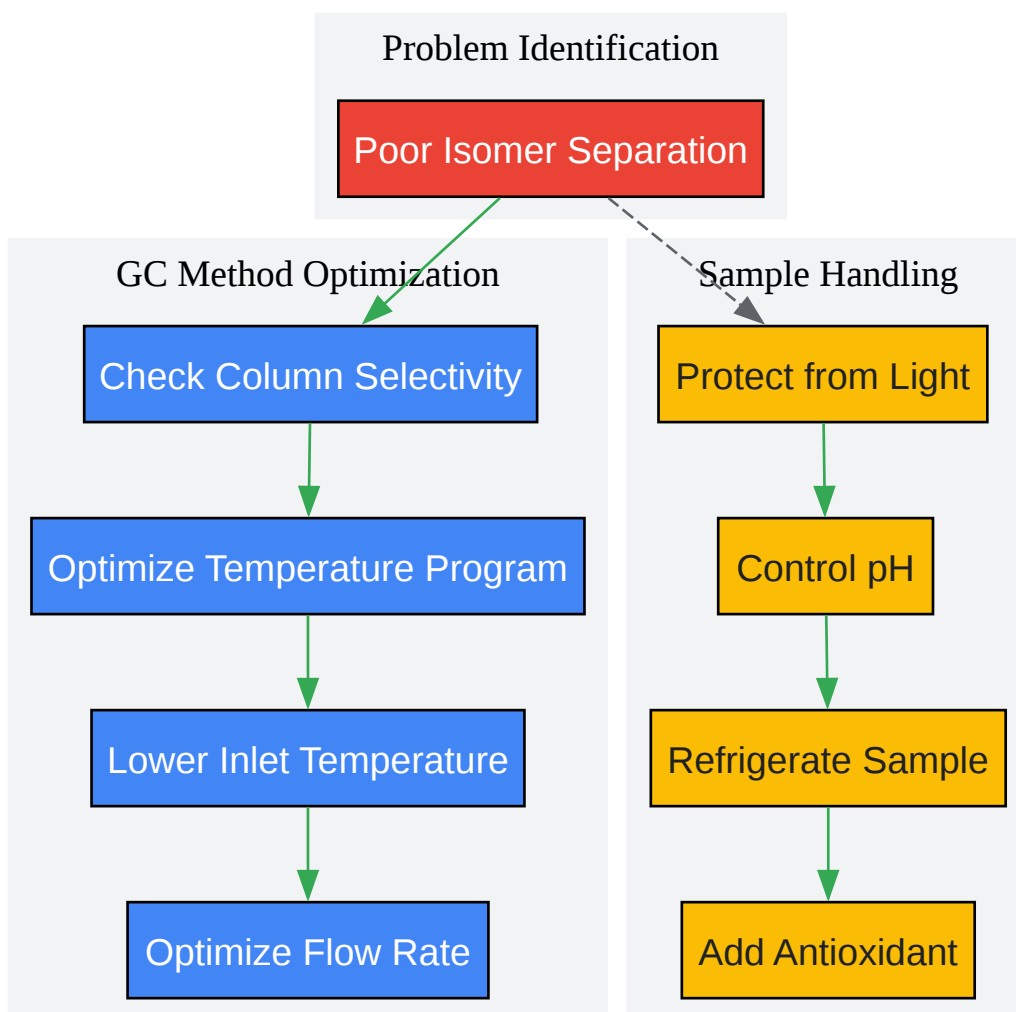 Problem Identification
Poor Isomer Separation
GC Method Optimization
Check Column Selectivity
Optimize Temperature Program
Lower Inlet Temperature
Optimize Flow Rate
Sample Handling
Protect from Light
Control pH
Refrigerate Sample
Add Antioxidant